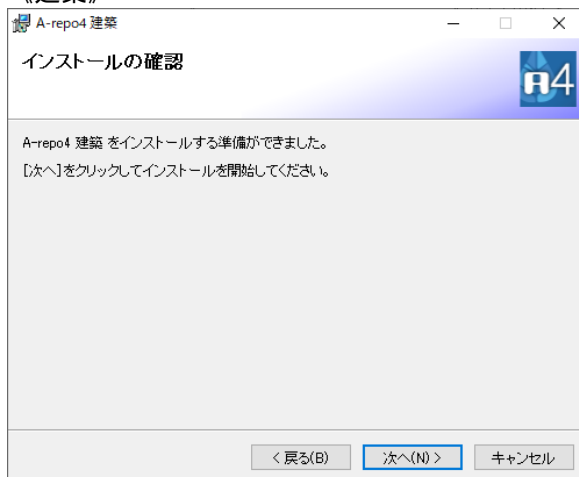 《建築》
A-repo4 建築
インストールの確認
A4
A-repo4 建築 をインストールする準備ができました。
[次へ]をクリックしてインストールを開始してください。
< 戻る(B) 次へ(N) > キャンセル